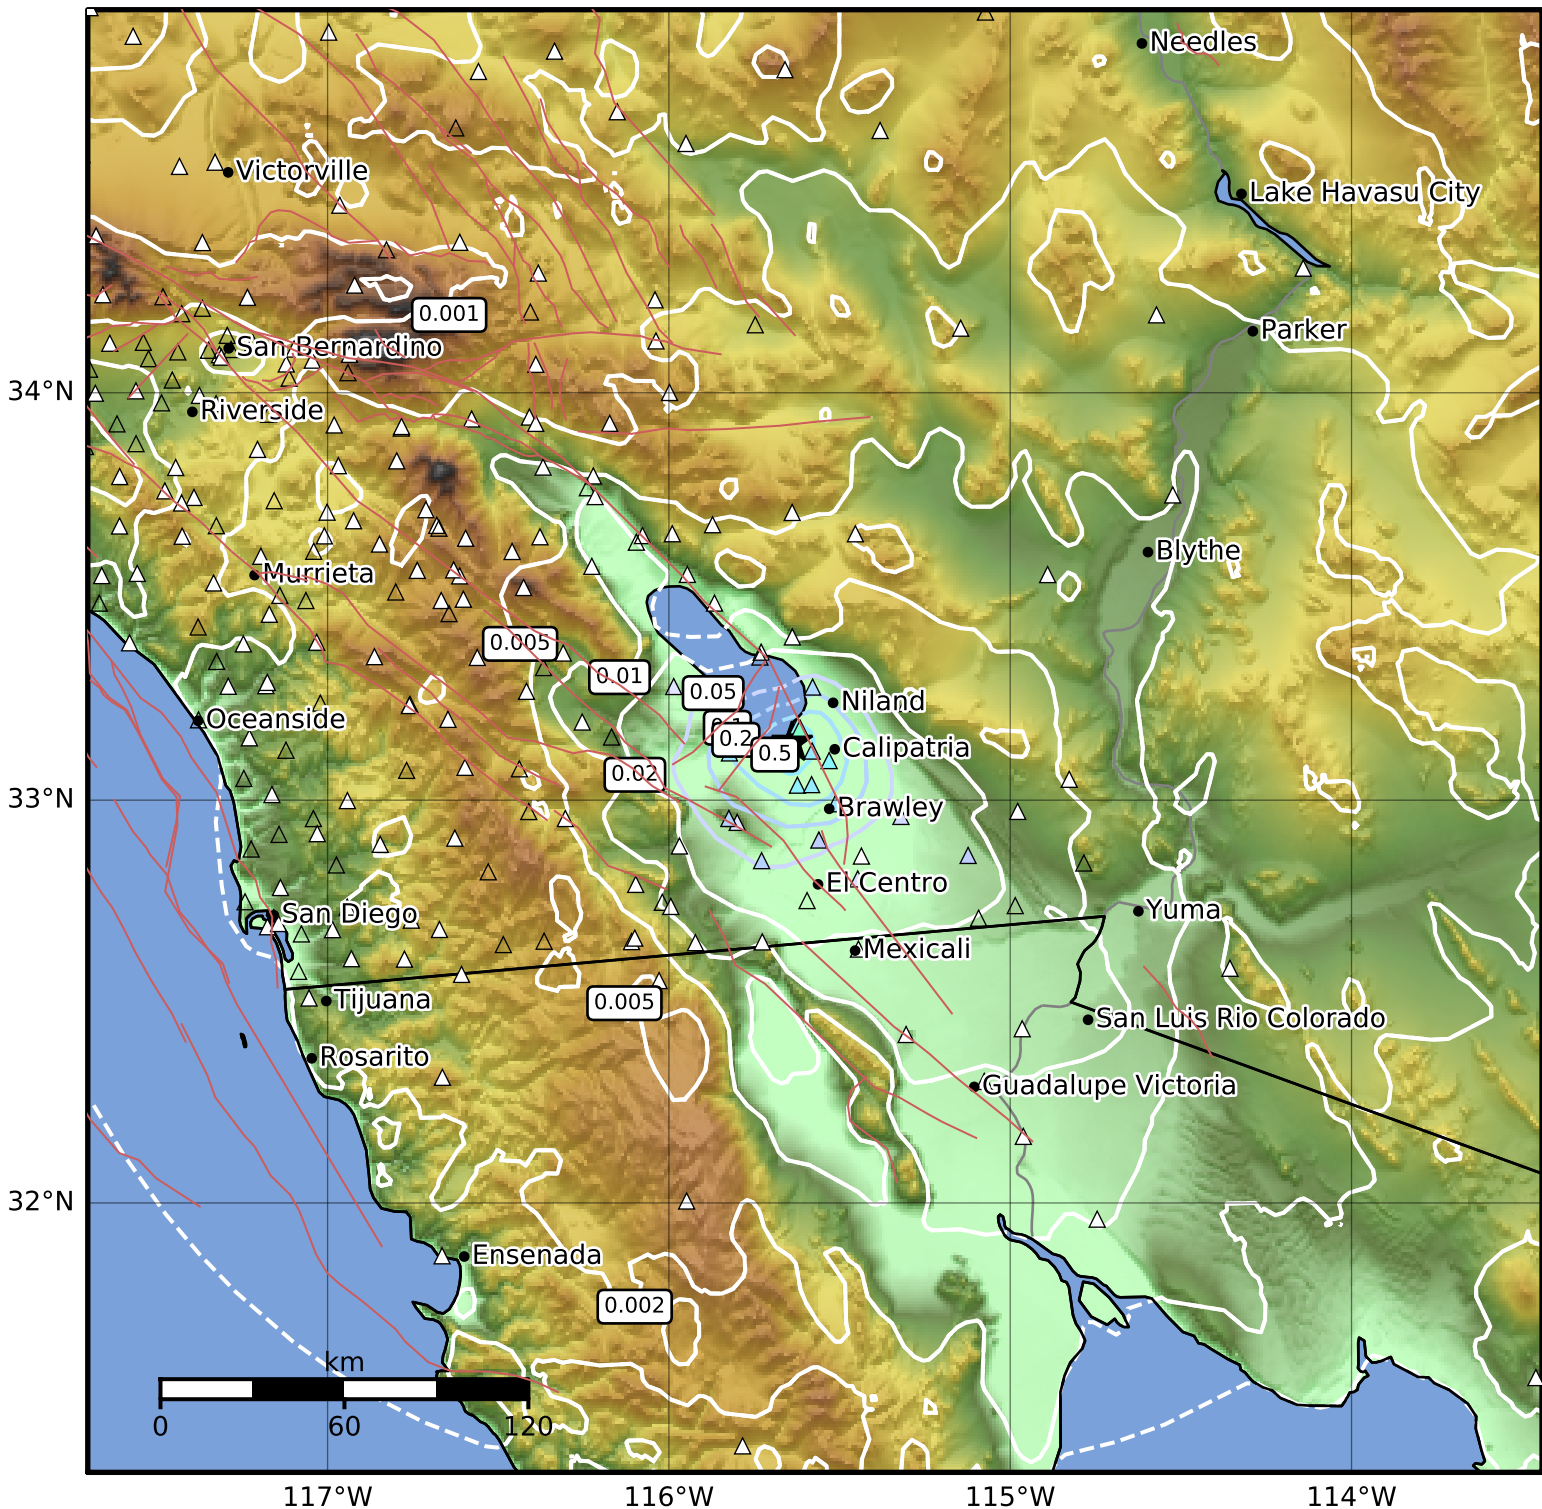 Needles
Victorville
Lake Havasu City
0.001
San Bernardino
Parker
34°N
Riverside
Blythe
Murrieta
0.005
0.01
0.05
Niland
Oceanside
0.1
0.2
0.5
Calipatria
0.02
33°N
Brawley
El Centro
San Diego
Yuma
Mexicali
Tijuana
0.005
San Luis Rio Colorado
Rosarito
Guadalupe Victoria
32°N
Ensenada
0.002
km
0 60 120
117°W 116°W 115°W 114°W